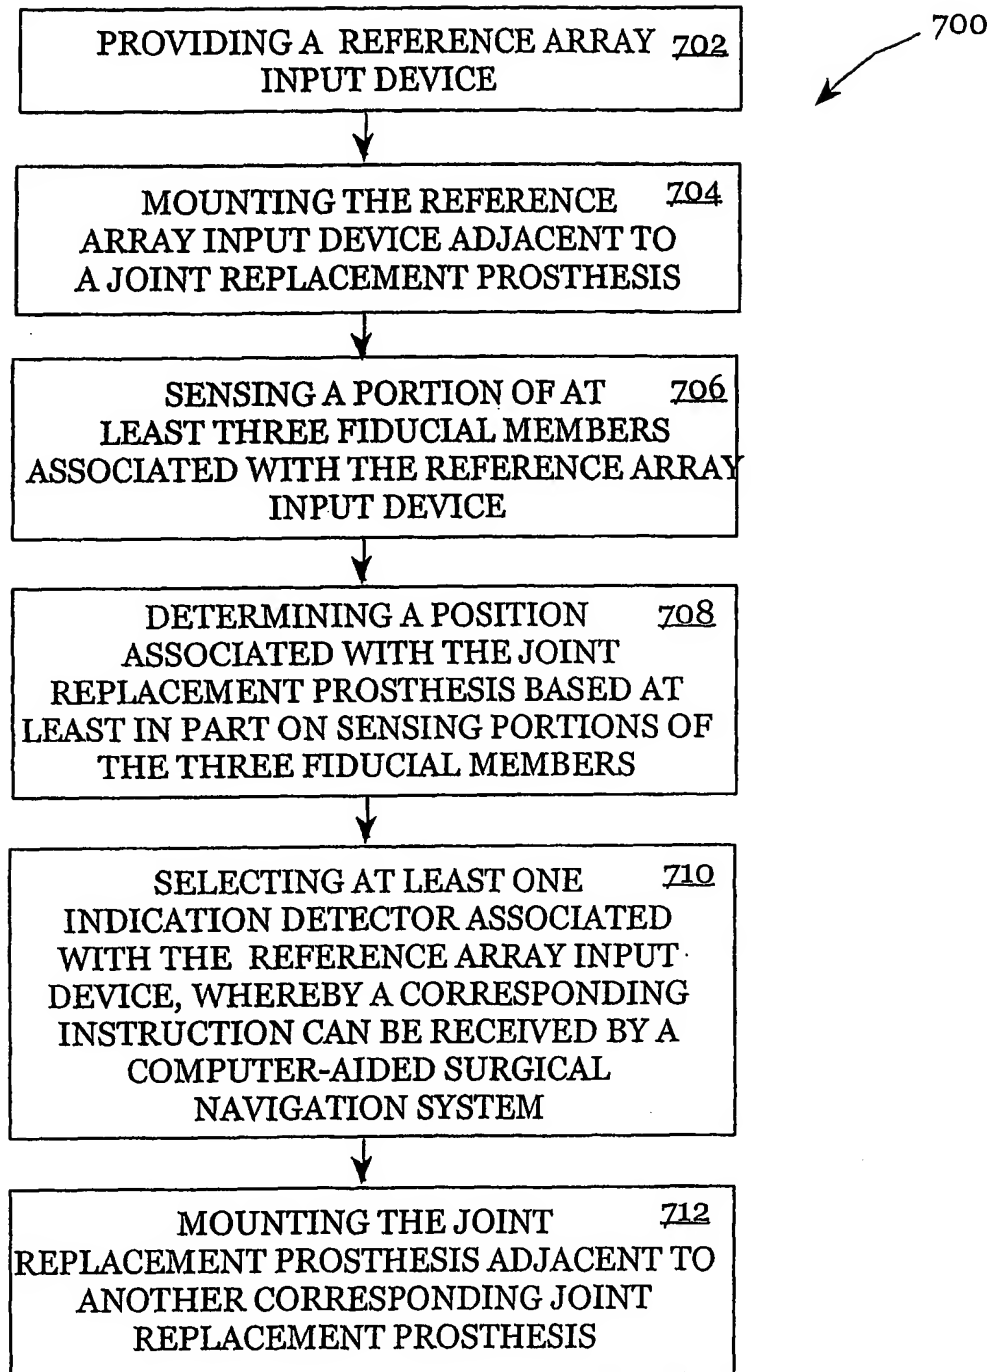 700
PROVIDING A REFERENCE ARRAY 702
INPUT DEVICE
MOUNTING THE REFERENCE 704
ARRAY INPUT DEVICE ADJACENT TO
A JOINT REPLACEMENT PROSTHESIS
SENSING A PORTION OF AT 706
LEAST THREE FIDUCIAL MEMBERS
ASSOCIATED WITH THE REFERENCE ARRAY
INPUT DEVICE
DETERMINING A POSITION 708
ASSOCIATED WITH THE JOINT
REPLACEMENT PROSTHESIS BASED AT
LEAST IN PART ON SENSING PORTIONS OF
THE THREE FIDUCIAL MEMBERS
SELECTING AT LEAST ONE 710
INDICATION DETECTOR ASSOCIATED
WITH THE REFERENCE ARRAY INPUT
DEVICE, WHEREBY A CORRESPONDING
INSTRUCTION CAN BE RECEIVED BY A
COMPUTER-AIDED SURGICAL
NAVIGATION SYSTEM
MOUNTING THE JOINT 712
REPLACEMENT PROSTHESIS ADJACENT TO
ANOTHER CORRESPONDING JOINT
REPLACEMENT PROSTHESIS